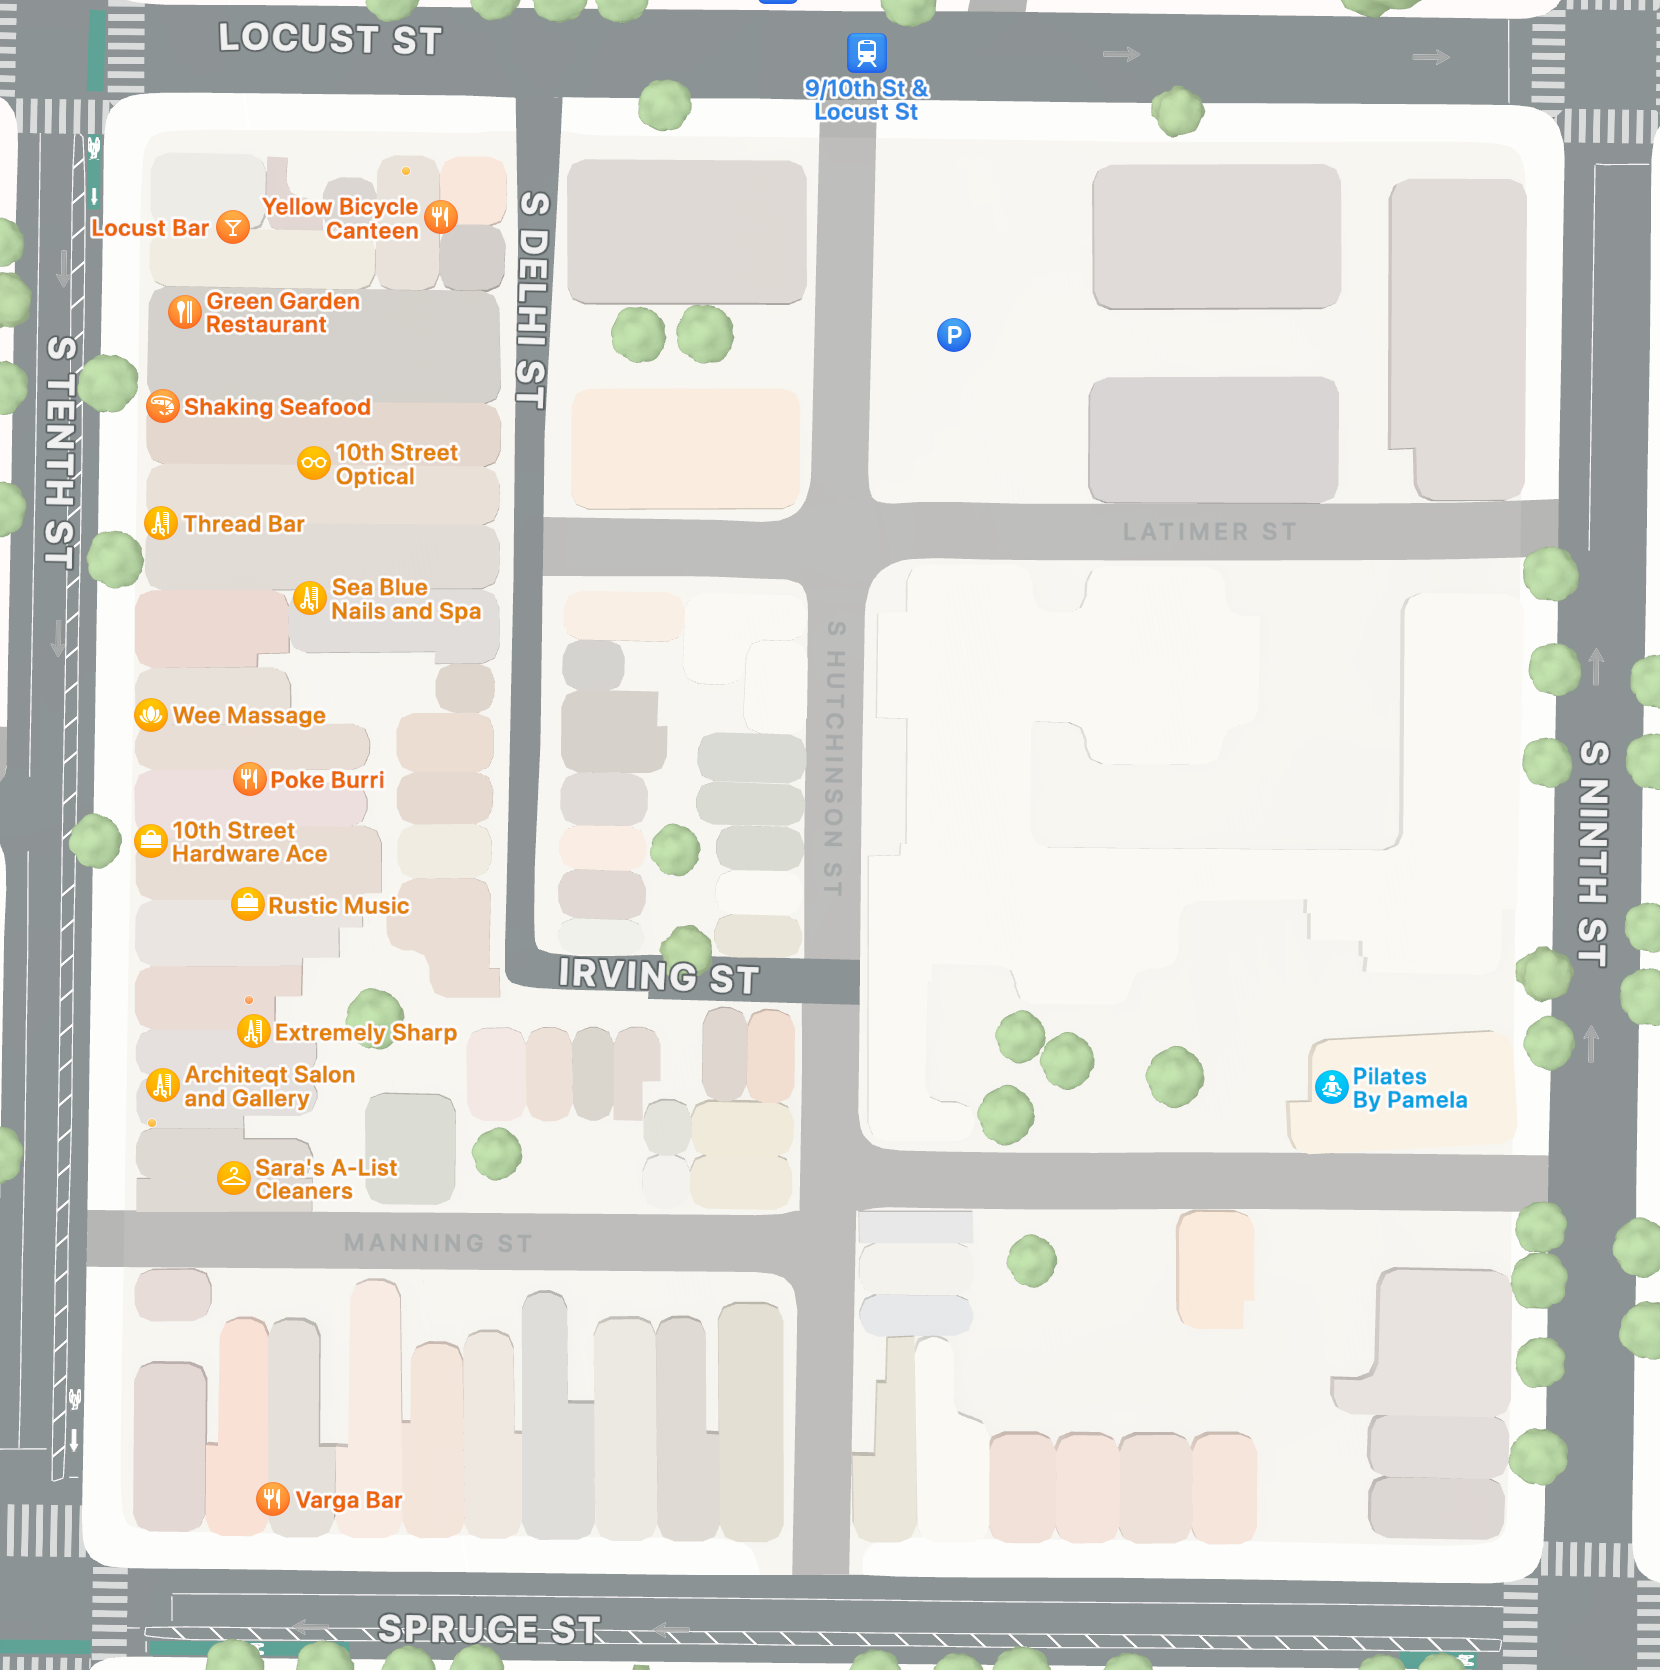 LOCUST ST
9/10th St &
Locust St
Yellow Bicycle
Canteen
Locust Bar
S DELHI ST
Green Garden
Restaurant
P
S TENTH ST
Shaking Seafood
10th Street
Optical
Thread Bar
LATIMER ST
Sea Blue
Nails and Spa
S HUTCHINSON ST
Wee Massage
Poke Burri
S NINTH ST
10th Street
Hardware Ace
Rustic Music
IRVING ST
Extremely Sharp
Architeqt Salon
and Gallery
Pilates
By Pamela
Sara's A-List
Cleaners
MANNING ST
Varga Bar
SPRUCE ST